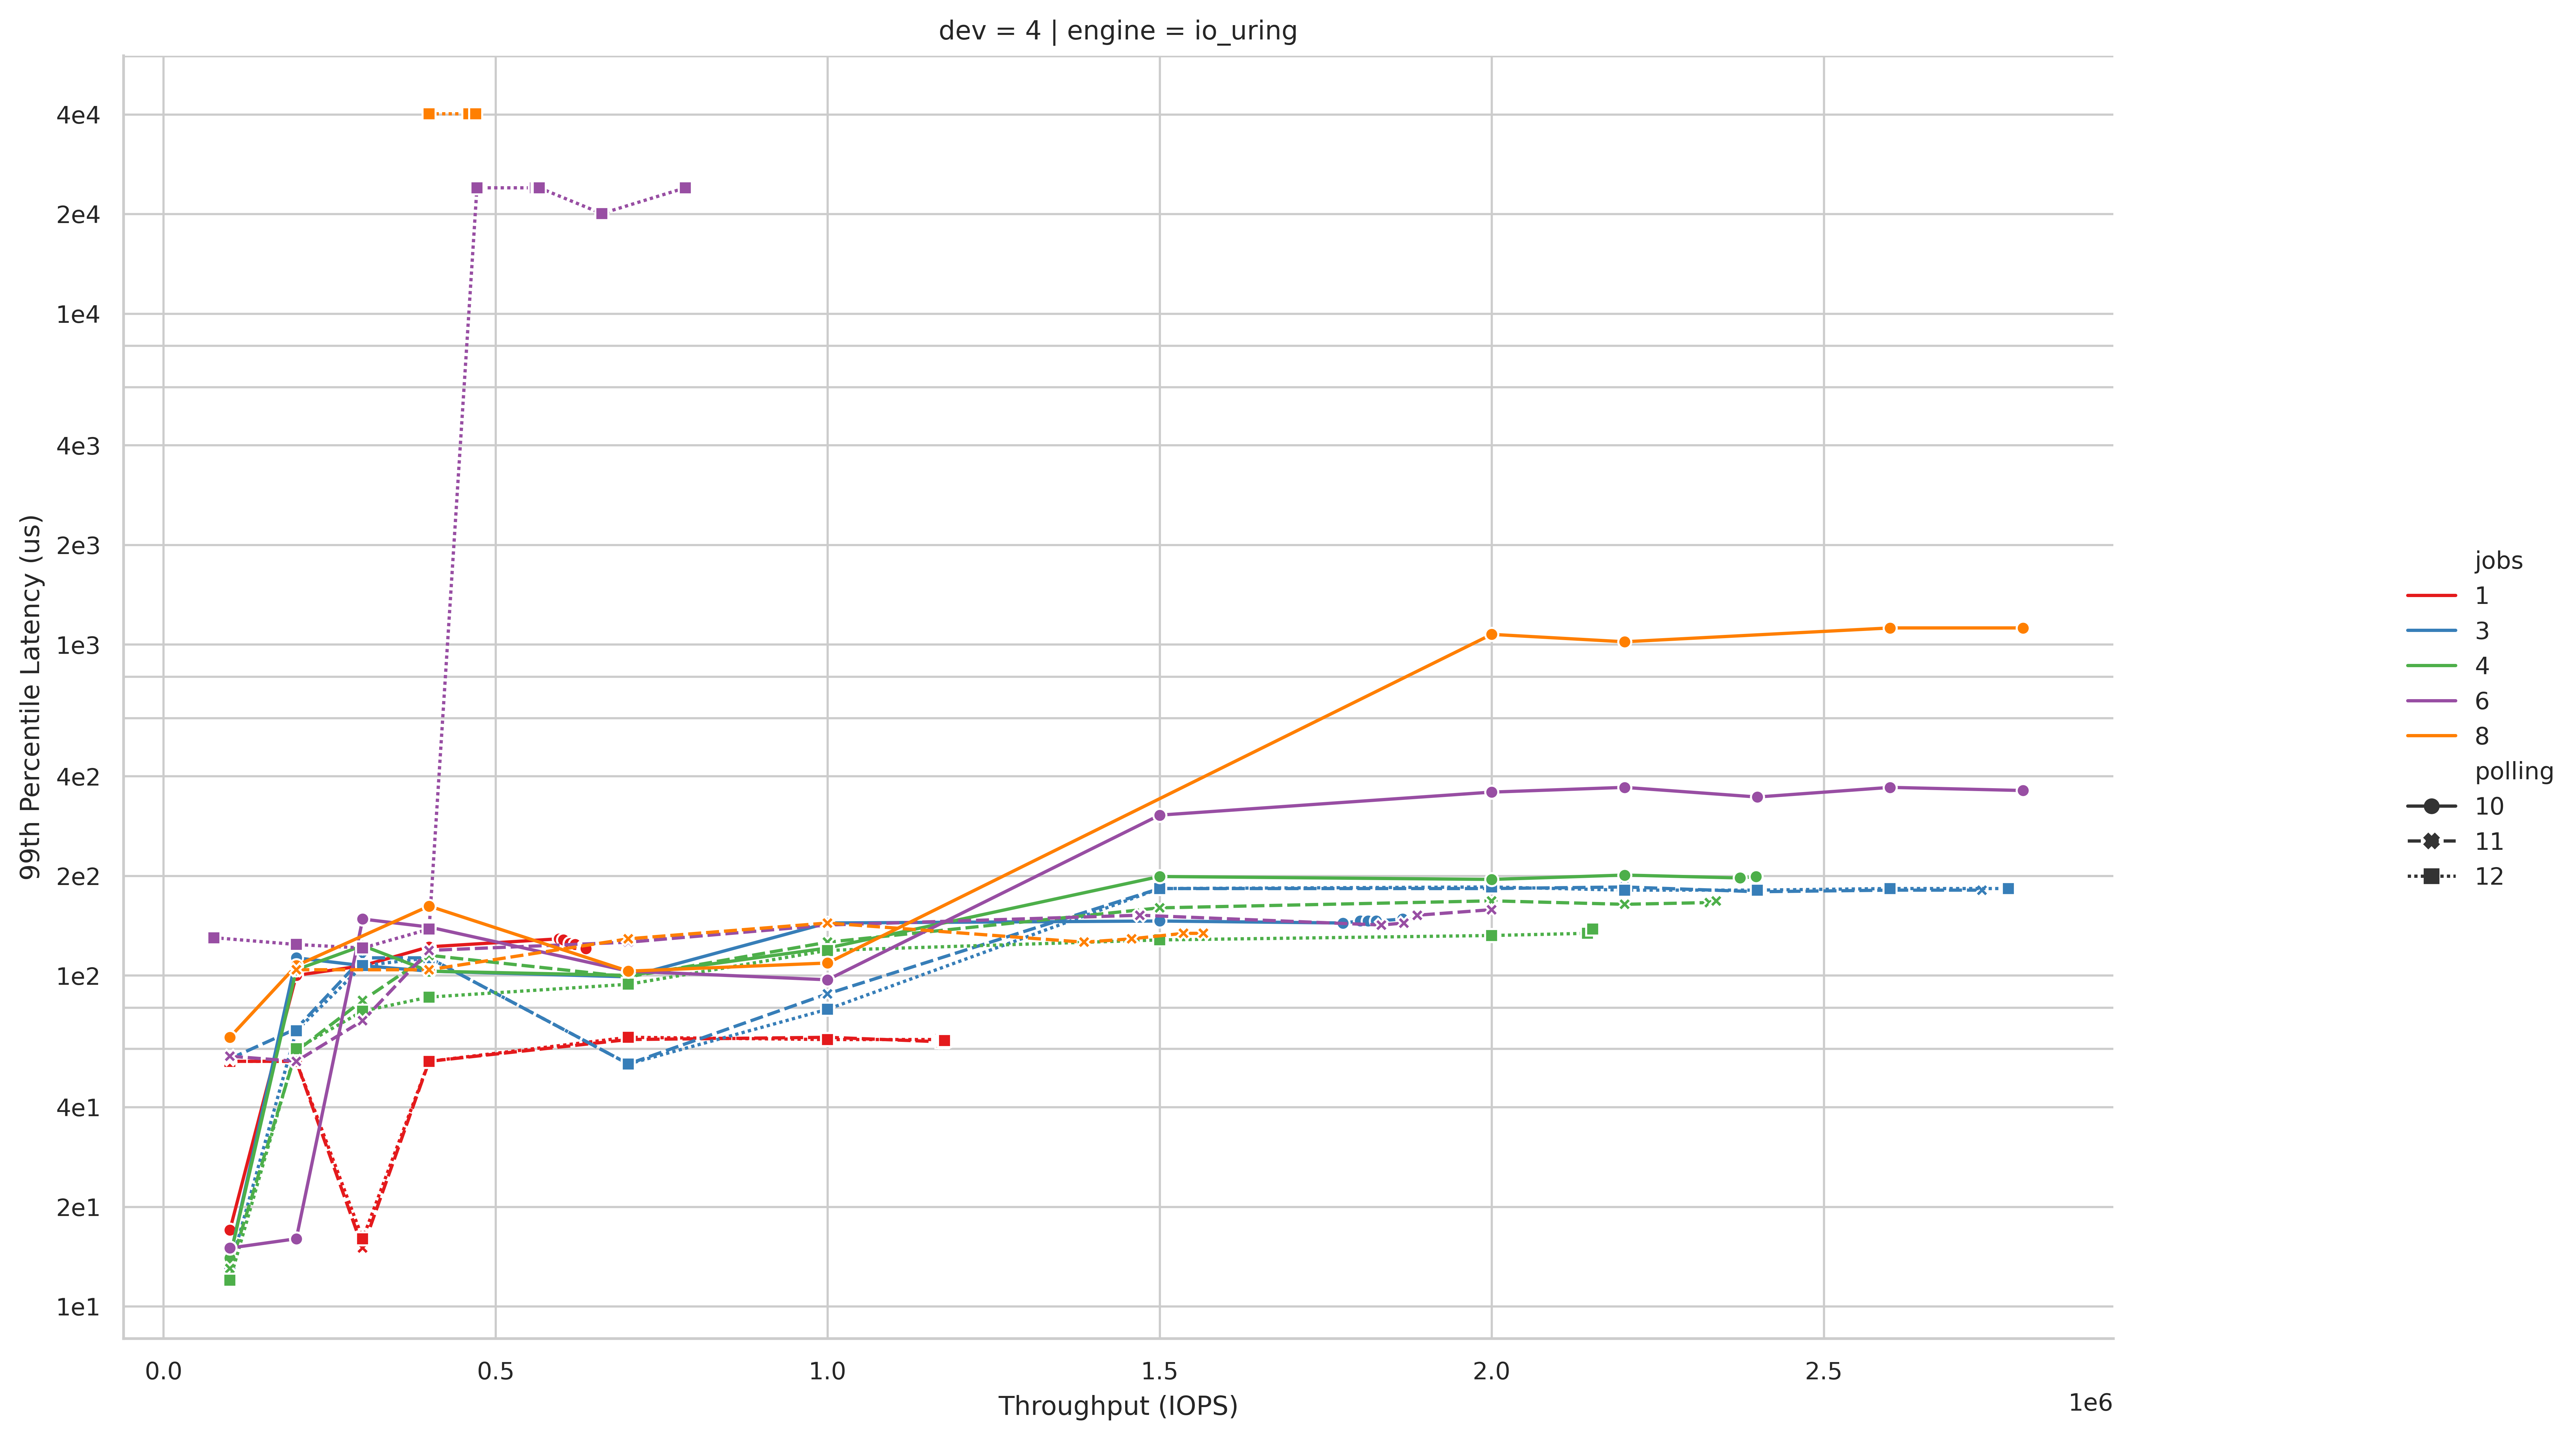 dev = 4 | engine = io_uring
99th Percentile Latency (us)
4e4
2e4
1e4
4e3
2e3
1e3
4e2
2e2
1e2
4e1
2e1
1e1
0.0 0.5 1.0 1.5 2.0 2.5
1e6
Throughput (IOPS)
jobs
1
3
4
6
8
polling
10
11
12